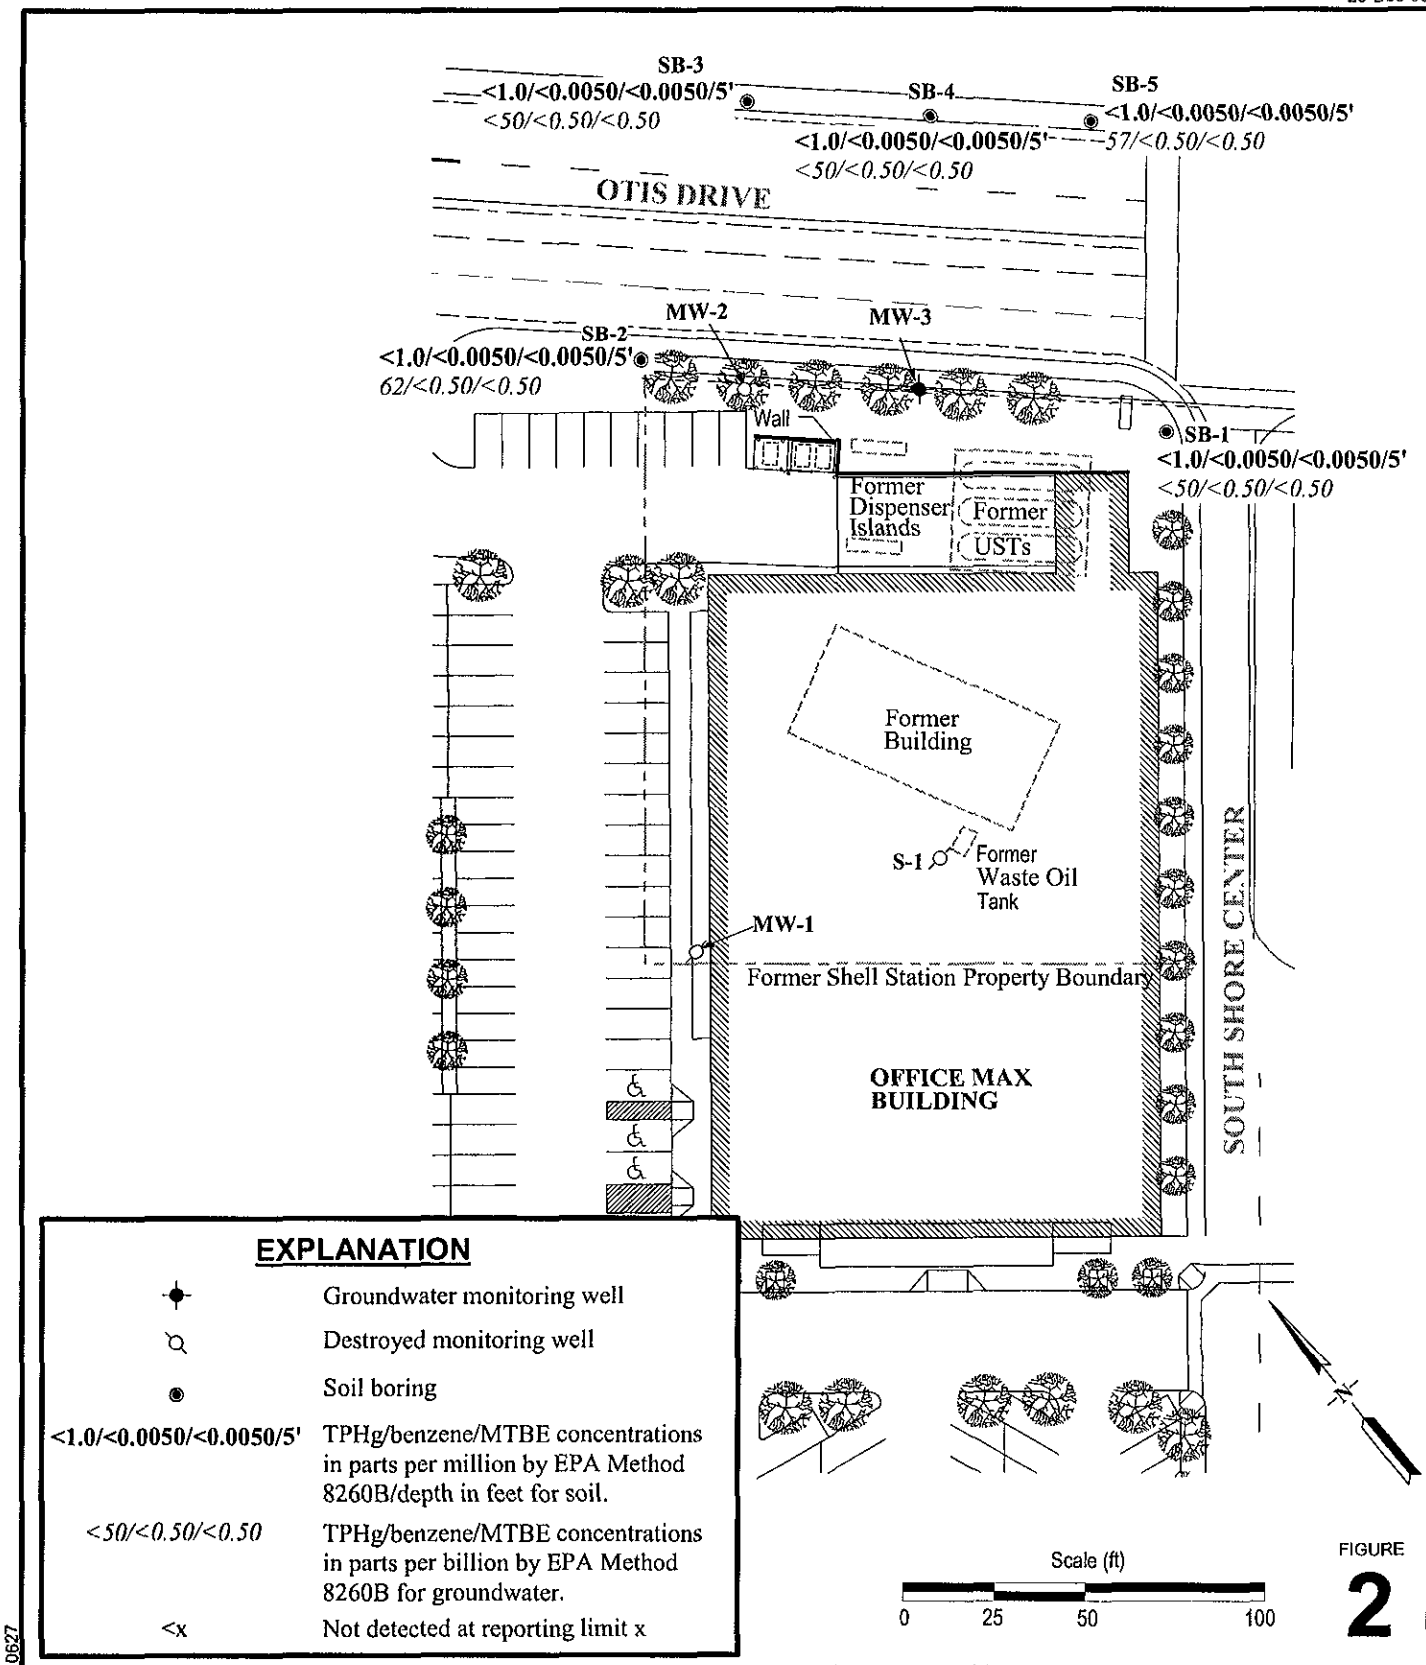 SB-3
<1.0/<0.0050/<0.0050/5'
<50/<0.50/<0.50
SB-4
<1.0/<0.0050/<0.0050/5'
<50/<0.50/<0.50
SB-5
<1.0/<0.0050/<0.0050/5'
57/<0.50/<0.50
OTIS DRIVE
MW-2
MW-3
SB-2
<1.0/<0.0050/<0.0050/5'
62/<0.50/<0.50
Wall
SB-1
<1.0/<0.0050/<0.0050/5'
<50/<0.50/<0.50
Former
Dispenser
Islands
Former
USTs
Former
Building
S-1
Former
Waste Oil
Tank
MW-1
Former Shell Station Property Boundary
SOUTH SHORE CENTER
OFFICE MAX
BUILDING
EXPLANATION
Groundwater monitoring well
Destroyed monitoring well
Soil boring
<1.0/<0.0050/<0.0050/5'
TPHg/benzene/MTBE concentrations
in parts per million by EPA Method
8260B/depth in feet for soil.
<50/<0.50/<0.50
TPHg/benzene/MTBE concentrations
in parts per billion by EPA Method
8260B for groundwater.
<x
Not detected at reporting limit x
N
Scale (ft)
0 25 50 100
FIGURE
2
0627